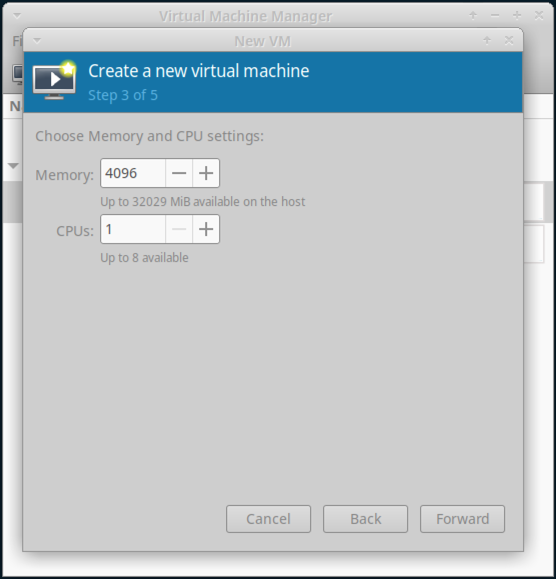 Virtual Machine Manager
New VM
Create a new virtual machine
Step 3 of 5
Choose Memory and CPU settings:
Memory: 4096
Up to 32029 MiB available on the host
CPUs: 1
Up to 8 available
Cancel Back Forward